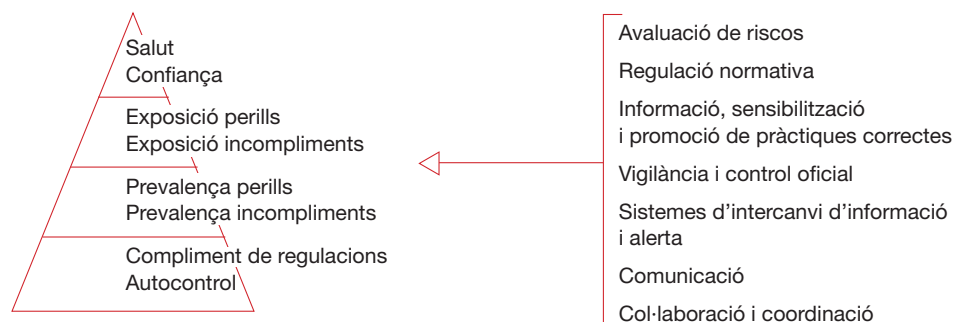 Salut
Confiança
Exposició perills
Exposició incompliments
Prevalença perills
Prevalença incompliments
Compliment de regulacions
Autocontrol
Avaluació de riscos
Regulació normativa
Informació, sensibilització
i promoció de pràctiques correctes
Vigilància i control oficial
Sistemes d’intercanvi d’informació
i alerta
Comunicació
Col·laboració i coordinació